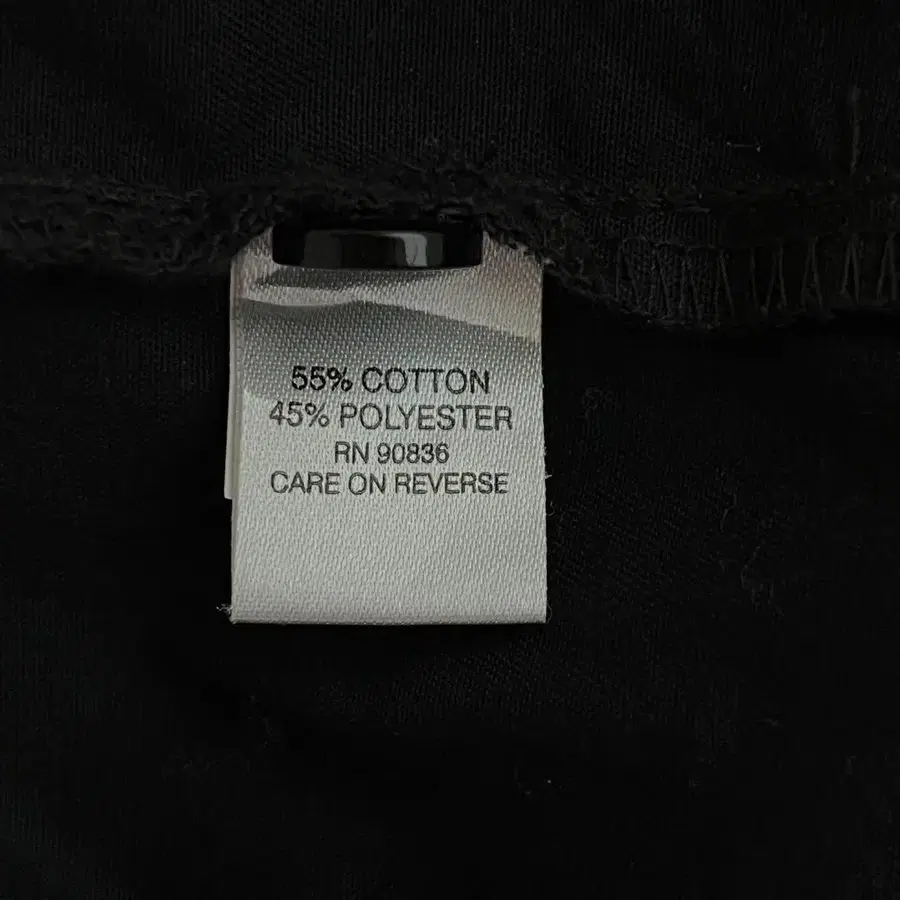 55% COTTON
45% POLYESTER
RN 90836
CARE ON REVERSE